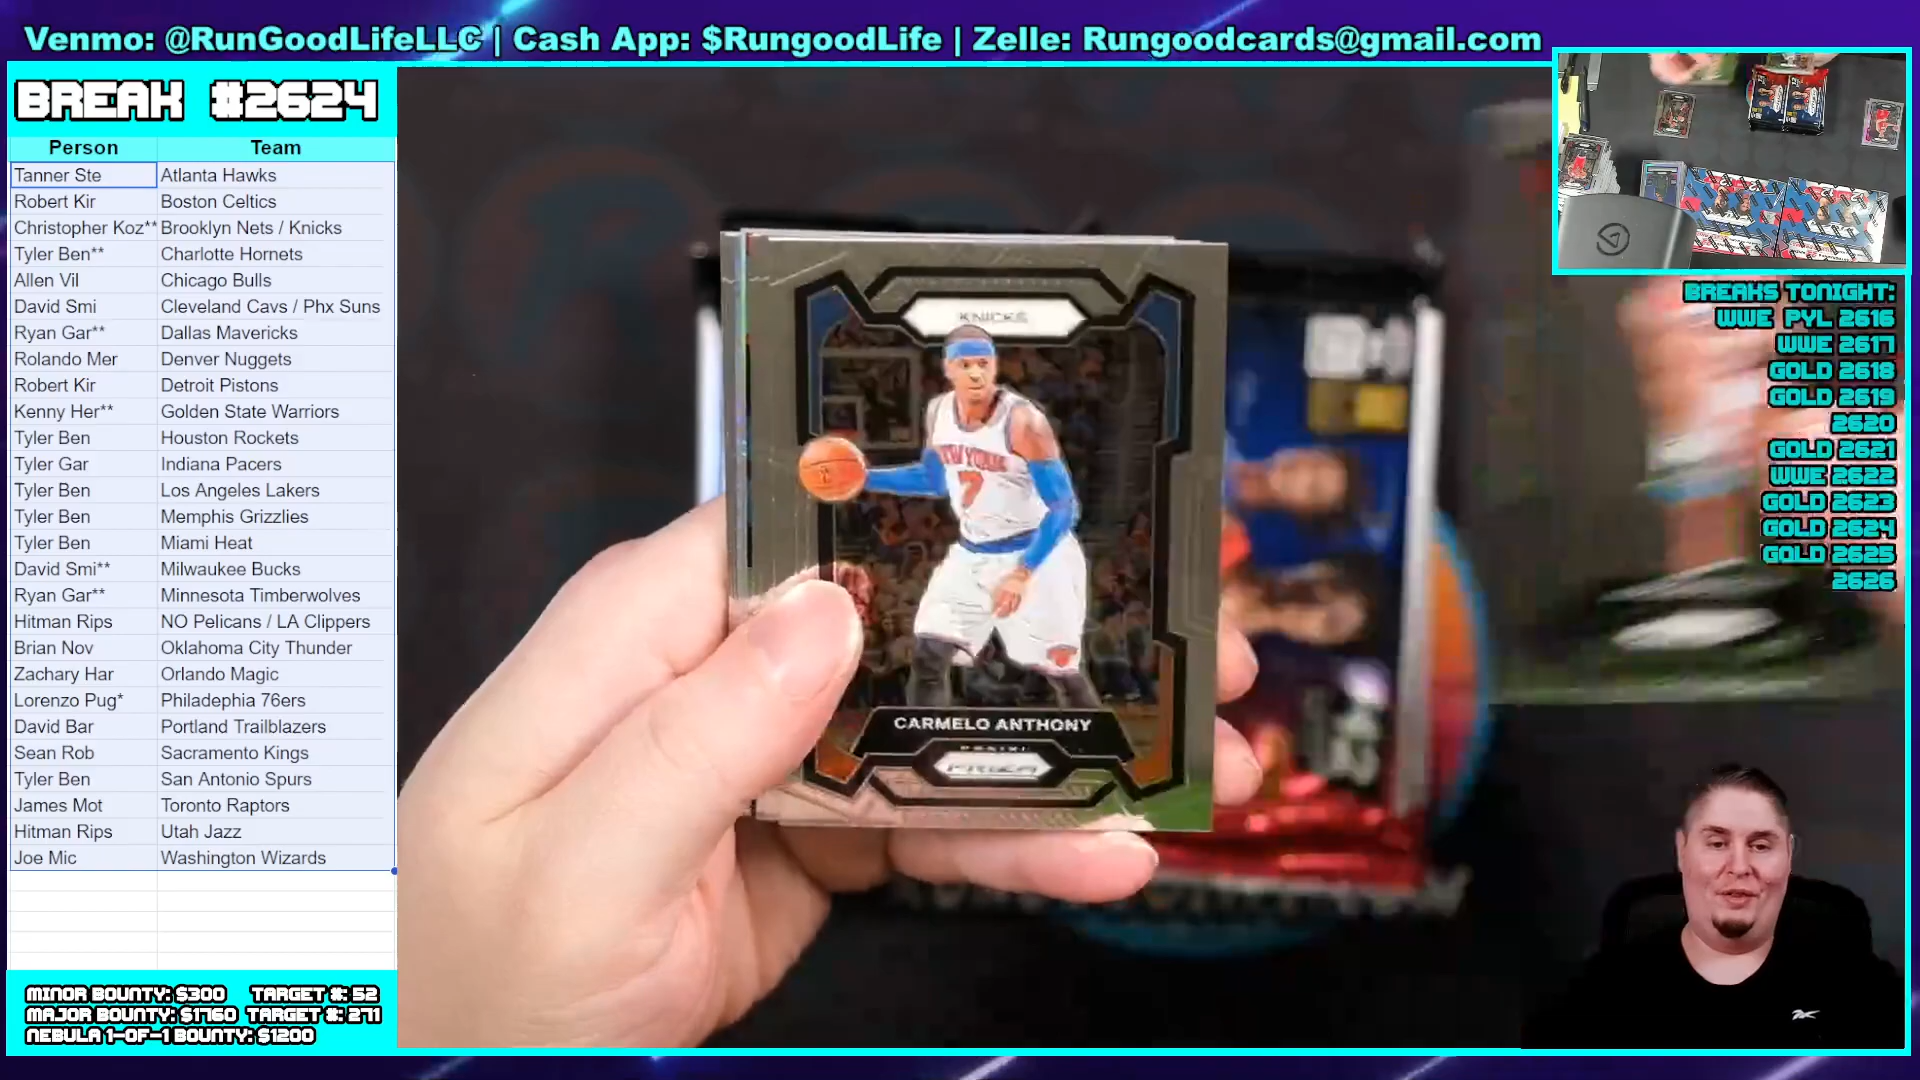 Venmo: @RunGoodLifeLLC | Cash App: $RungoodLife | Zelle: Rungoodcards@gmail.com
BREAK #2624
Person Team
Tanner Ste Atlanta Hawks
Robert Kir Boston Celtics
Christopher Koz** Brooklyn Nets / Knicks
Tyler Ben** Charlotte Hornets
Allen Vil Chicago Bulls
David Smi Cleveland Cavs / Phx Suns
Ryan Gar** Dallas Mavericks
Rolando Mer Denver Nuggets
Robert Kir Detroit Pistons
Kenny Her** Golden State Warriors
Tyler Ben Houston Rockets
Tyler Gar Indiana Pacers
Tyler Ben Los Angeles Lakers
Tyler Ben Memphis Grizzlies
Tyler Ben Miami Heat
David Smi** Milwaukee Bucks
Ryan Gar** Minnesota Timberwolves
Hitman Rips NO Pelicans / LA Clippers
Brian Nov Oklahoma City Thunder
Zachary Har Orlando Magic
Lorenzo Pug* Philadephia 76ers
David Bar Portland Trailblazers
Sean Rob Sacramento Kings
Tyler Ben San Antonio Spurs
James Mot Toronto Raptors
Hitman Rips Utah Jazz
Joe Mic Washington Wizards
MINOR BOUNTY: $300 TARGET #: 52
MAJOR BOUNTY: $1760 TARGET #: 271
NEBULA 1-OF-1 BOUNTY: $1200
KNICKS
NEW YORK
7
CARMELO ANTHONY
PANINI
PRIZM
BREAKS TONIGHT:
WWE PYL 2616
WWE 2617
GOLD 2618
GOLD 2619
2620
GOLD 2621
WWE 2622
GOLD 2623
GOLD 2624
GOLD 2625
2626